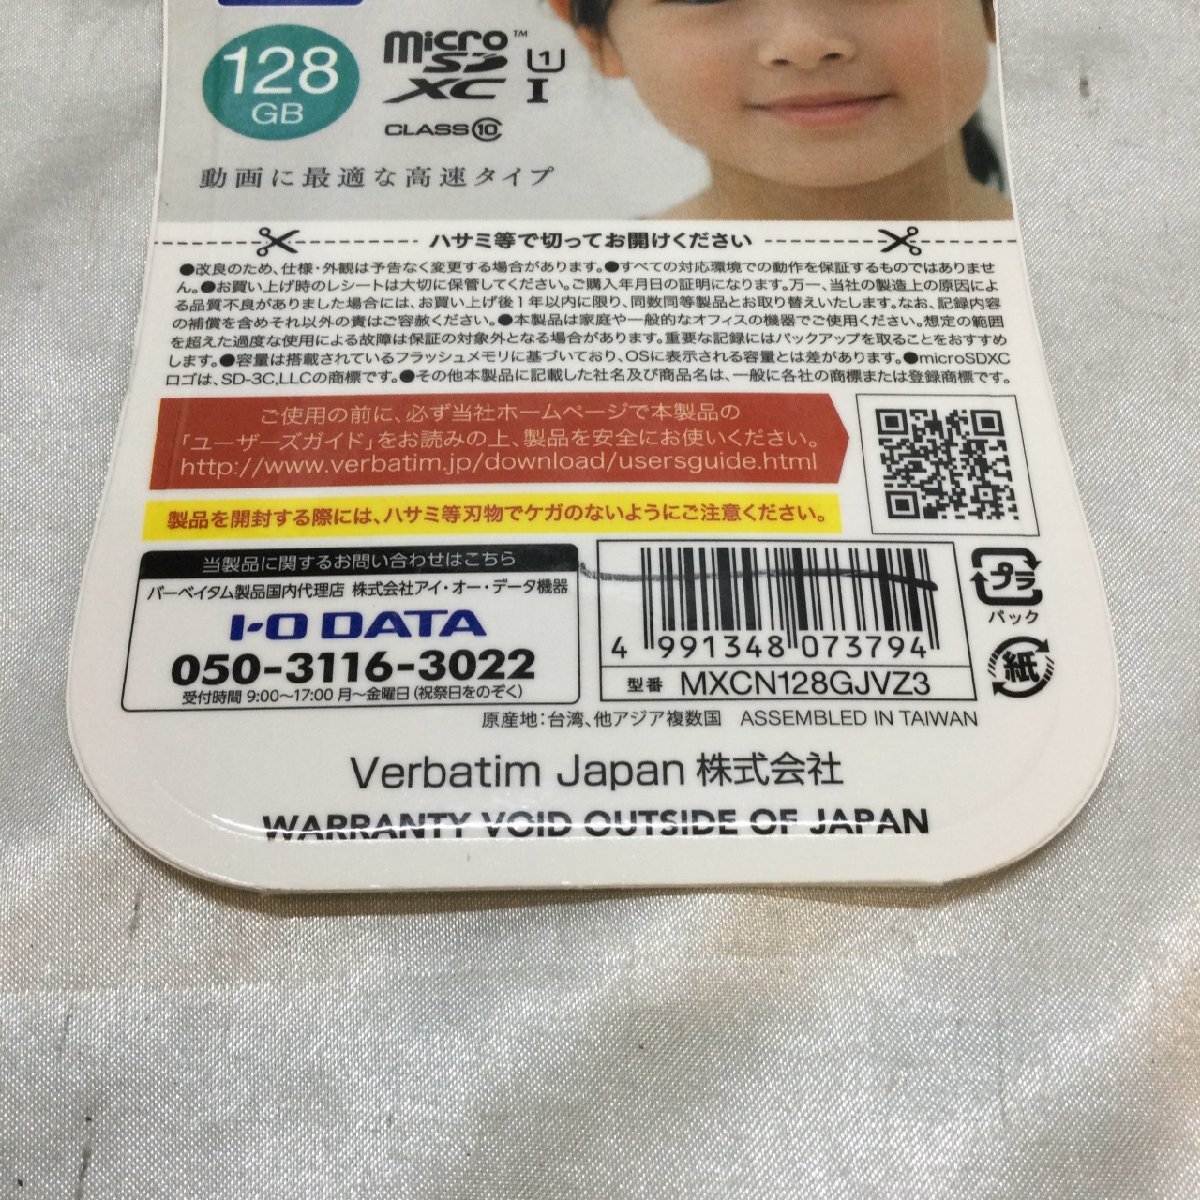 128
GB
micro
SD
XC
™
1
I
CLASS 10
動画に最適な高速タイプ
ハサミ等で切ってお開けください
●改良のため、仕様・外観は予告なく変更する場合があります。●すべての対応環境での動作を保証するものではありませ
ん。●お買い上げ時のレシートは大切に保管してください。ご購入年月日の証明になります。万一、当社の製造上の原因によ
る品質不良がありました場合には、お買い上げ後1年以内に限り、同数同等製品とお取り替えいたします。なお、記録内容
の補償を含めそれ以外の責はご容赦ください。●本製品は家庭や一般的なオフィスの機器でご使用ください。想定の範囲
を超えた過度な使用による故障は保証の対象外となる場合があります。重要な記録にはバックアップを取ることをおすすめ
します。●容量は搭載されているフラッシュメモリに基づいており、OSに表示される容量とは差があります。●microSDXC
ロゴは、SD-3C,LLCの商標です。●その他本製品に記載した社名及び商品名は、一般に各社の商標または登録商標です。
ご使用の前に、必ず当社ホームページで本製品の
「ユーザーズガイド」をお読みの上、製品を安全にお使いください。
http://www.verbatim.jp/download/usersguide.html
製品を開封する際には、ハサミ等刃物でケガのないようにご注意ください。
当製品に関するお問い合わせはこちら
バーベイタム製品国内代理店 株式会社アイ・オー・データ機器
I-O DATA
050-3116-3022
受付時間 9:00～17:00 月～金曜日(祝祭日をのぞく)
4 991348 073794
型番 MXCN128GJVZ3
プラ
パック
紙
原産地:台湾、他アジア複数国 ASSEMBLED IN TAIWAN
Verbatim Japan 株式会社
WARRANTY VOID OUTSIDE OF JAPAN